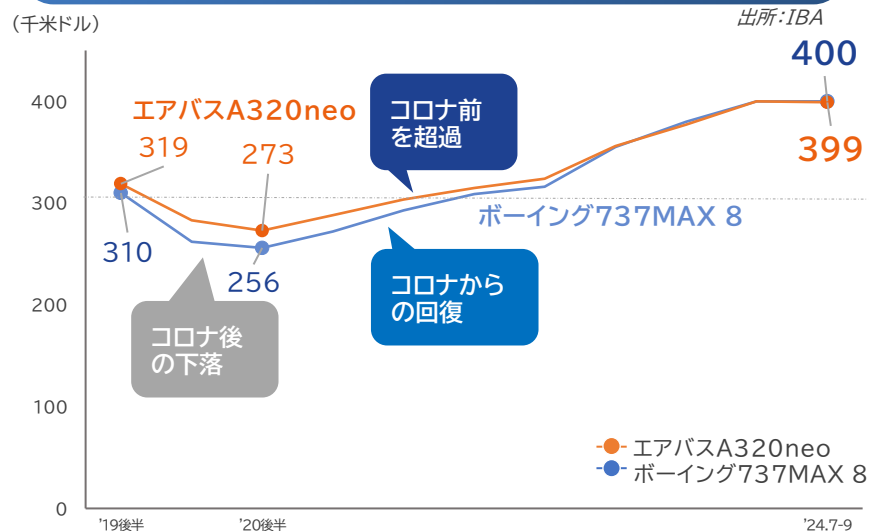 （千米ドル）
出所：IBA
400
エアバスA320neo
コロナ前
を超過
400
319
273
399
300
ボーイング737MAX 8
310
256
コロナから
の回復
200
コロナ後
の下落
100
エアバスA320neo
ボーイング737MAX 8
0
'19後半
'20後半
'24.7-9